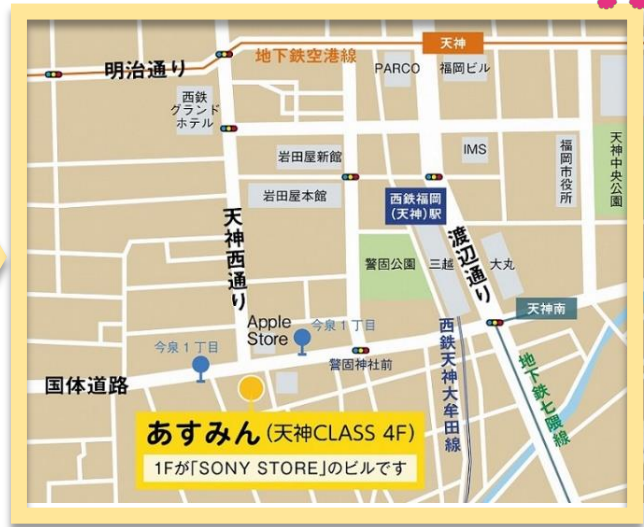 天神
地下鉄空港線
明治通り
PARCO
福岡ビル
西鉄
グランド
ホテル
天神中央公園
IMS
福岡市役所
岩田屋新館
岩田屋本館
西鉄福岡
(天神)駅
天神西通り
渡辺通り
警固公園
三越
大丸
天神南
Apple
Store
今泉1丁目
今泉1丁目
警固神社前
西鉄天神大牟田線
地下鉄七隈線
国体道路
あすみん(天神CLASS 4F)
1Fが「SONY STORE」のビルです